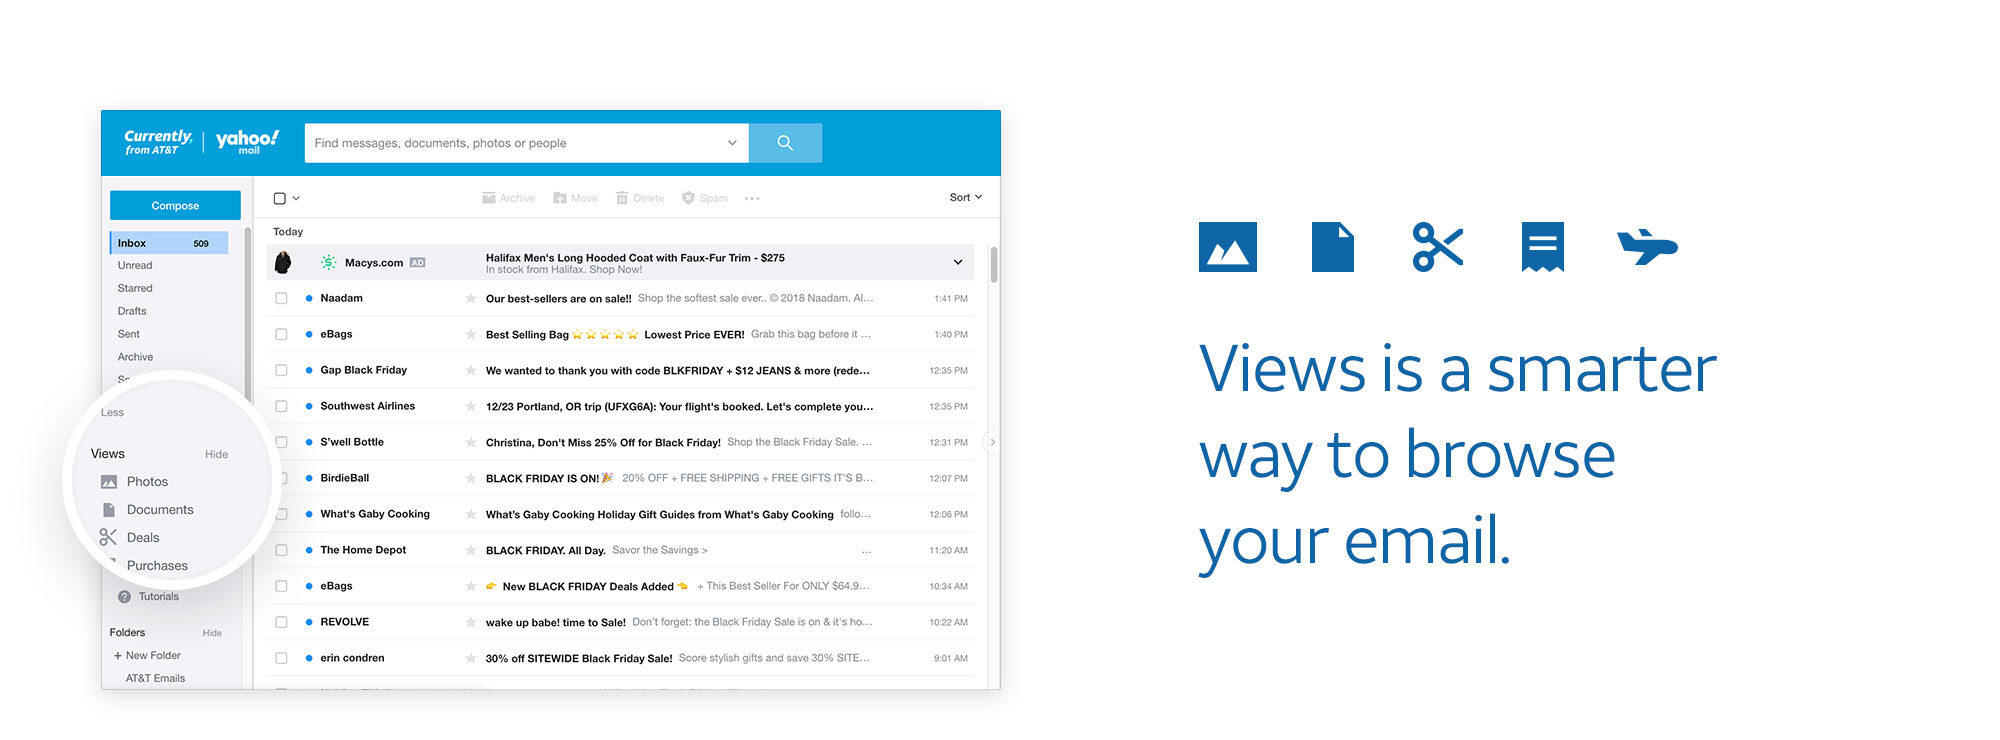 Currently,
from AT&T
yahoo!
mail
Find messages, documents, photos or people
Compose
Inbox 509
Unread
Starred
Drafts
Sent
Archive
Less
Views Hide
Photos
Documents
Deals
Purchases
Tutorials
Folders Hide
+ New Folder
AT&T Emails
Archive Move Delete Spam ••• Sort
Today
Macys.com AD Halifax Men's Long Hooded Coat with Faux-Fur Trim - $275
In stock from Halifax. Shop Now!
Naadam Our best-sellers are on sale!! Shop the softest sale ever.. © 2018 Naadam. Al... 1:41 PM
eBags Best Selling Bag ⭐⭐⭐⭐⭐ Lowest Price EVER! Grab this bag before it ... 1:40 PM
Gap Black Friday We wanted to thank you with code BLKFRIDAY + $12 JEANS & more (rede... 12:35 PM
Southwest Airlines 12/23 Portland, OR trip (UFXG6A): Your flight's booked. Let's complete you... 12:35 PM
S'well Bottle Christina, Don't Miss 25% Off for Black Friday! Shop the Black Friday Sale. ... 12:31 PM
BirdieBall BLACK FRIDAY IS ON! 🎉 20% OFF + FREE SHIPPING + FREE GIFTS IT'S B... 12:07 PM
What's Gaby Cooking What's Gaby Cooking Holiday Gift Guides from What's Gaby Cooking follo... 12:06 PM
The Home Depot BLACK FRIDAY. All Day. Savor the Savings > ... 11:20 AM
eBags 👉 New BLACK FRIDAY Deals Added 👈 + This Best Seller For ONLY $64.9... 10:34 AM
REVOLVE wake up babe! time to Sale! Don't forget: the Black Friday Sale is on & it's ho... 10:22 AM
erin condren 30% off SITEWIDE Black Friday Sale! Score stylish gifts and save 30% SITE... 9:01 AM
Views is a smarter
way to browse
your email.